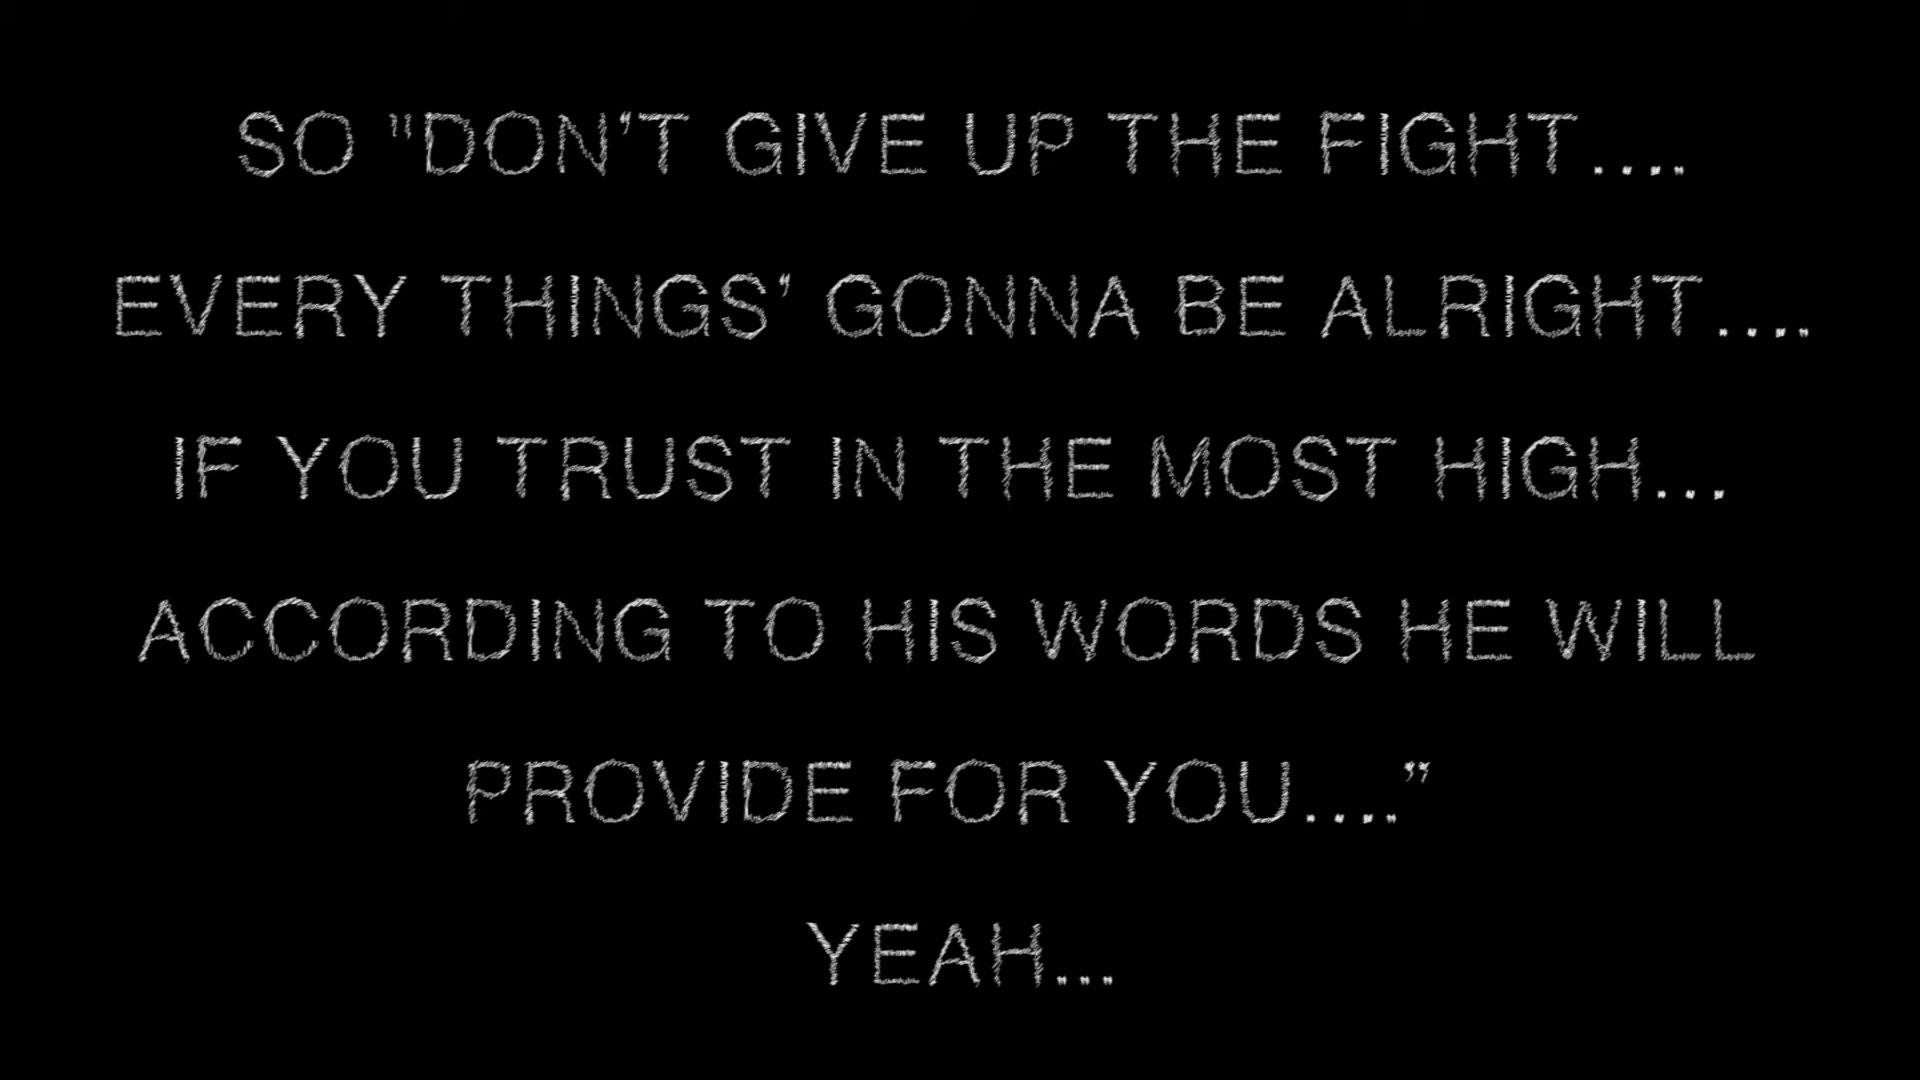 SO "DON'T GIVE UP THE FIGHT....
EVERY THINGS’ GONNA BE ALRIGHT....
IF YOU TRUST IN THE MOST HIGH...
ACCORDING TO HIS WORDS HE WILL
PROVIDE FOR YOU....”
YEAH...